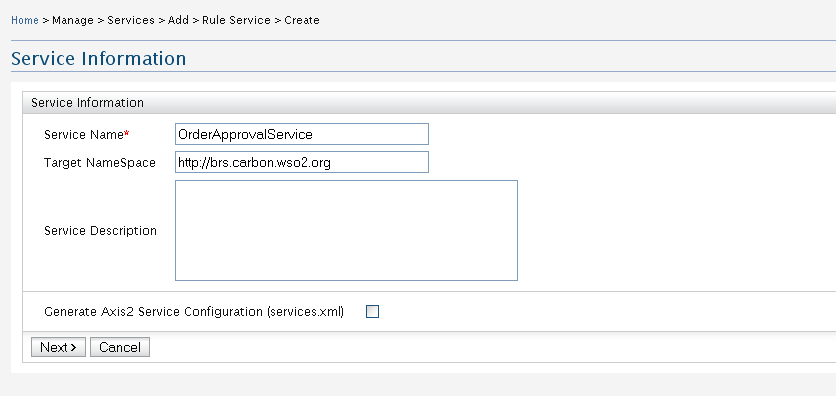 Home > Manage > Services > Add > Rule Service > Create
Service Information
Service Information
Service Name* OrderApprovalService
Target NameSpace http://brs.carbon.wso2.org
Service Description
Generate Axis2 Service Configuration (services.xml)
Next > Cancel